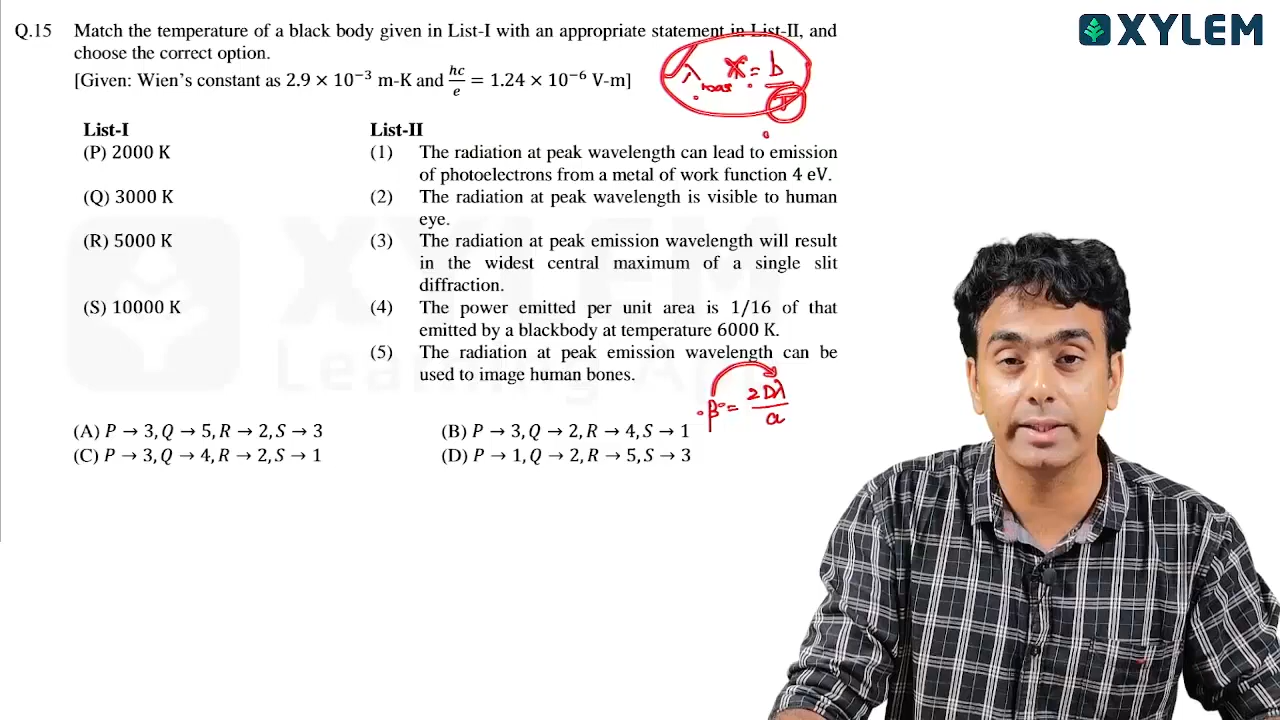 XYLEM
Q.15 Match the temperature of a black body given in List-I with an appropriate statement in List-II, and
choose the correct option.
[Given: Wien's constant as 2.9 × 10⁻³ m-K and hc/e = 1.24 × 10⁻⁶ V-m]
λ = b/T
List-I List-II
(P) 2000 K (1) The radiation at peak wavelength can lead to emission
of photoelectrons from a metal of work function 4 eV.
(Q) 3000 K (2) The radiation at peak wavelength is visible to human
eye.
(R) 5000 K (3) The radiation at peak emission wavelength will result
in the widest central maximum of a single slit
diffraction.
(S) 10000 K (4) The power emitted per unit area is 1/16 of that
emitted by a blackbody at temperature 6000 K.
(5) The radiation at peak emission wavelength can be
used to image human bones.
β = 2Dλ/a
(A) P → 3, Q → 5, R → 2, S → 3 (B) P → 3, Q → 2, R → 4, S → 1
(C) P → 3, Q → 4, R → 2, S → 1 (D) P → 1, Q → 2, R → 5, S → 3
XYLEM
Learning App